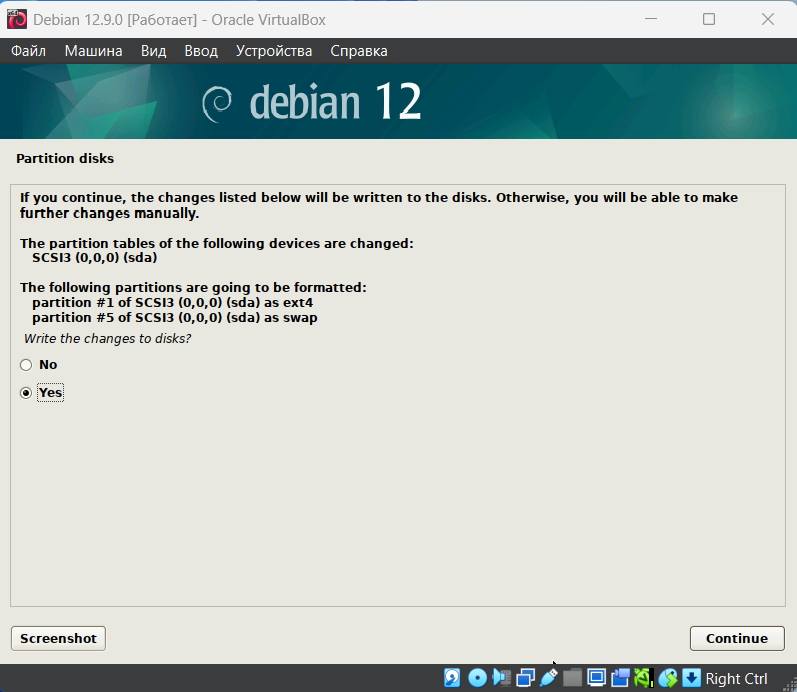 Debian 12.9.0 [Работает] - Oracle VirtualBox
Файл Машина Вид Ввод Устройства Справка
debian 12
Partition disks
If you continue, the changes listed below will be written to the disks. Otherwise, you will be able to make
further changes manually.
The partition tables of the following devices are changed:
SCSI3 (0,0,0) (sda)
The following partitions are going to be formatted:
partition #1 of SCSI3 (0,0,0) (sda) as ext4
partition #5 of SCSI3 (0,0,0) (sda) as swap
Write the changes to disks?
No
Yes
Screenshot Continue
Right Ctrl